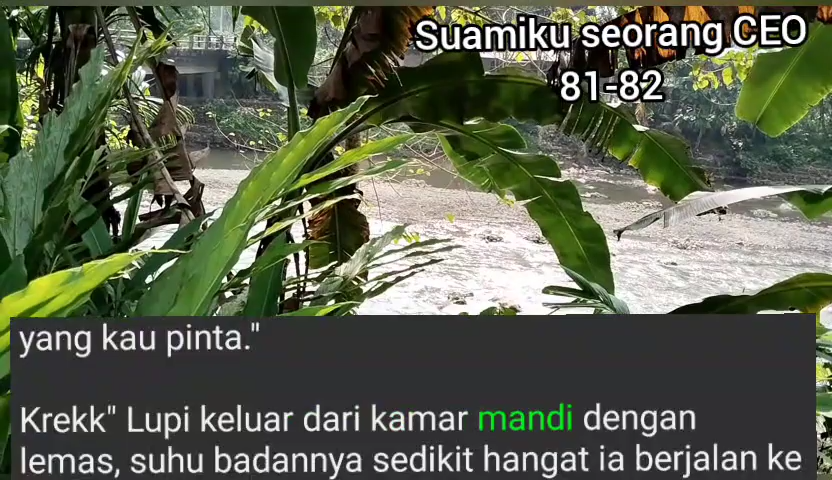 Suamiku seorang CEO
81-82
yang kau pinta."
Krekk" Lupi keluar dari kamar mandi dengan
lemas, suhu badannya sedikit hangat ia berjalan ke